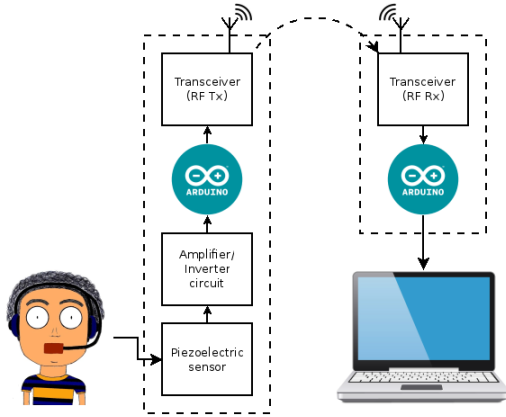 Transceiver
(RF Tx)
ARDUINO
Amplifier/
Inverter
circuit
Piezoelectric
sensor
Transceiver
(RF Rx)
ARDUINO